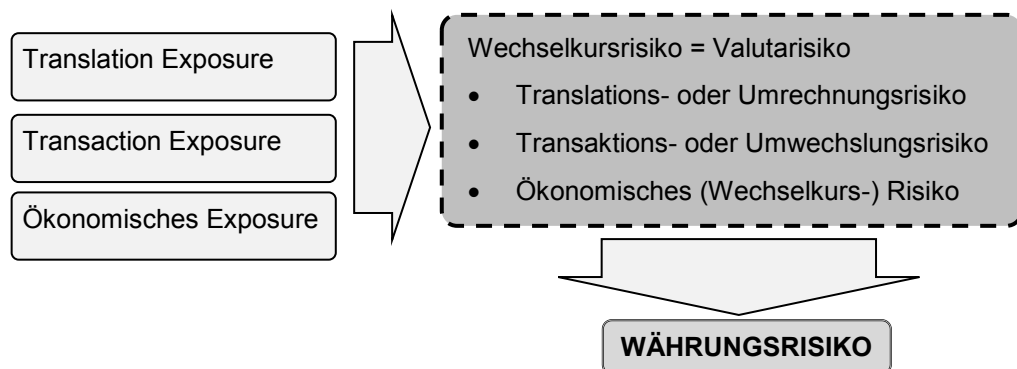 Translation Exposure
Transaction Exposure
Ökonomisches Exposure
Wechselkursrisiko = Valutarisiko
• Translations- oder Umrechnungsrisiko
• Transaktions- oder Umwechslungsrisiko
• Ökonomisches (Wechselkurs-) Risiko
WÄHRUNGSRISIKO